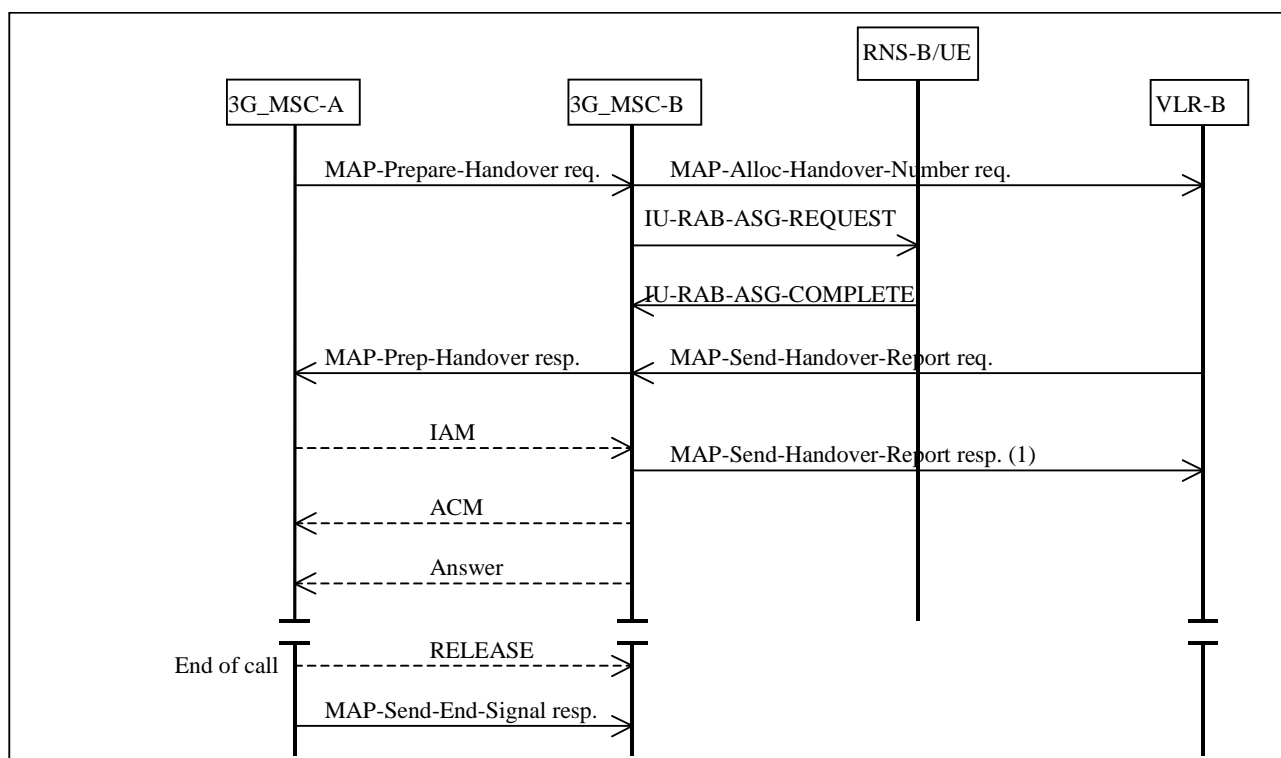 RNS-B/UE
3G_MSC-A
3G_MSC-B
VLR-B
MAP-Prepare-Handover req.
MAP-Alloc-Handover-Number req.
IU-RAB-ASG-REQUEST
IU-RAB-ASG-COMPLETE
MAP-Prep-Handover resp.
MAP-Send-Handover-Report req.
IAM
MAP-Send-Handover-Report resp. (1)
ACM
Answer
RELEASE
End of call
MAP-Send-End-Signal resp.